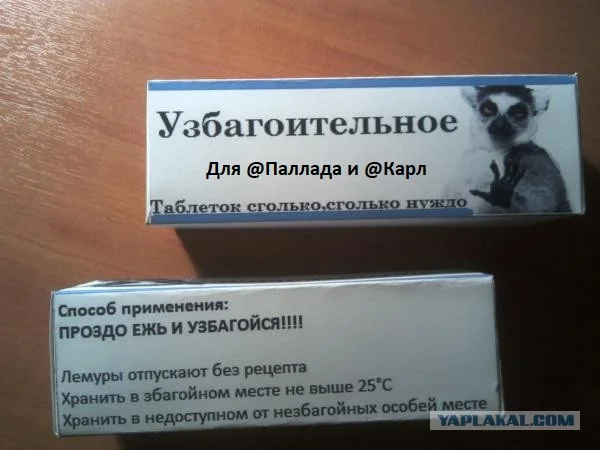 Узбагоительное
Для @Паллада и @Карл
Таблеток сголько,сголько нуждо
Способ применения:
ПРОЗДО ЕЖЬ И УЗБАГОЙСЯ!!!!
Лемуры отпускают без рецепта
Хранить в збагойном месте не выше 25°С
Хранить в недоступном от незбагойных особей месте
YAPLAKAL.COM